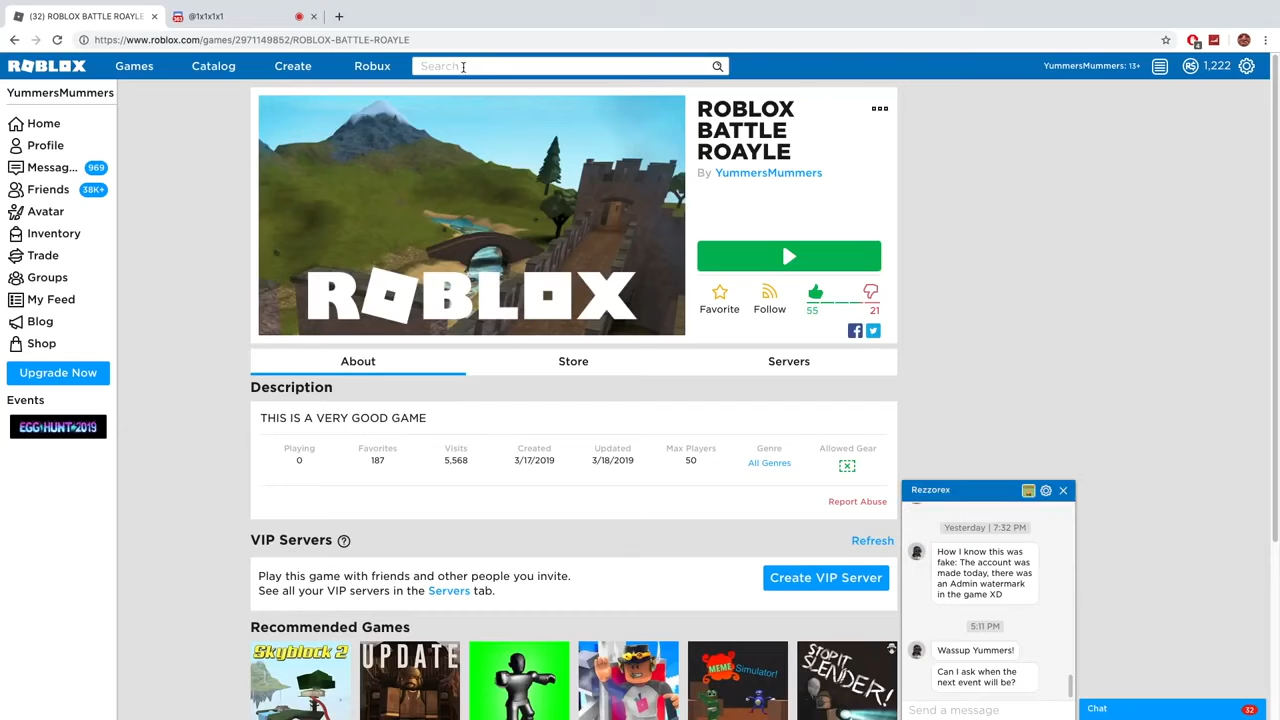 (32) ROBLOX BATTLE ROAYLE
@1x1x1x1
https://www.roblox.com/games/2971149852/ROBLOX-BATTLE-ROAYLE
4
ROBLOX
Games
Catalog
Create
Robux
Search
YummersMummers: 13+
1,222
YummersMummers
Home
Profile
Messag... 969
Friends 38K+
Avatar
Inventory
Trade
Groups
My Feed
Blog
Shop
Upgrade Now
Events
EGG HUNT 2019
ROBLOX
ROBLOX
BATTLE
ROAYLE
By YummersMummers
Favorite
Follow
55
21
About
Store
Servers
Description
THIS IS A VERY GOOD GAME
Playing Favorites Visits Created Updated Max Players Genre Allowed Gear
0 187 5,568 3/17/2019 3/18/2019 50 All Genres
Report Abuse
VIP Servers
Refresh
Play this game with friends and other people you invite.
See all your VIP servers in the Servers tab.
Create VIP Server
Recommended Games
Skyblock 2
UPDATE
MEME
Simulator!
STOP IT
SLENDER!
Rezzorex
Yesterday | 7:32 PM
How I know this was
fake: The account was
made today, there was
an Admin watermark
in the game XD
5:11 PM
Wassup Yummers!
Can I ask when the
next event will be?
Send a message
Chat
32